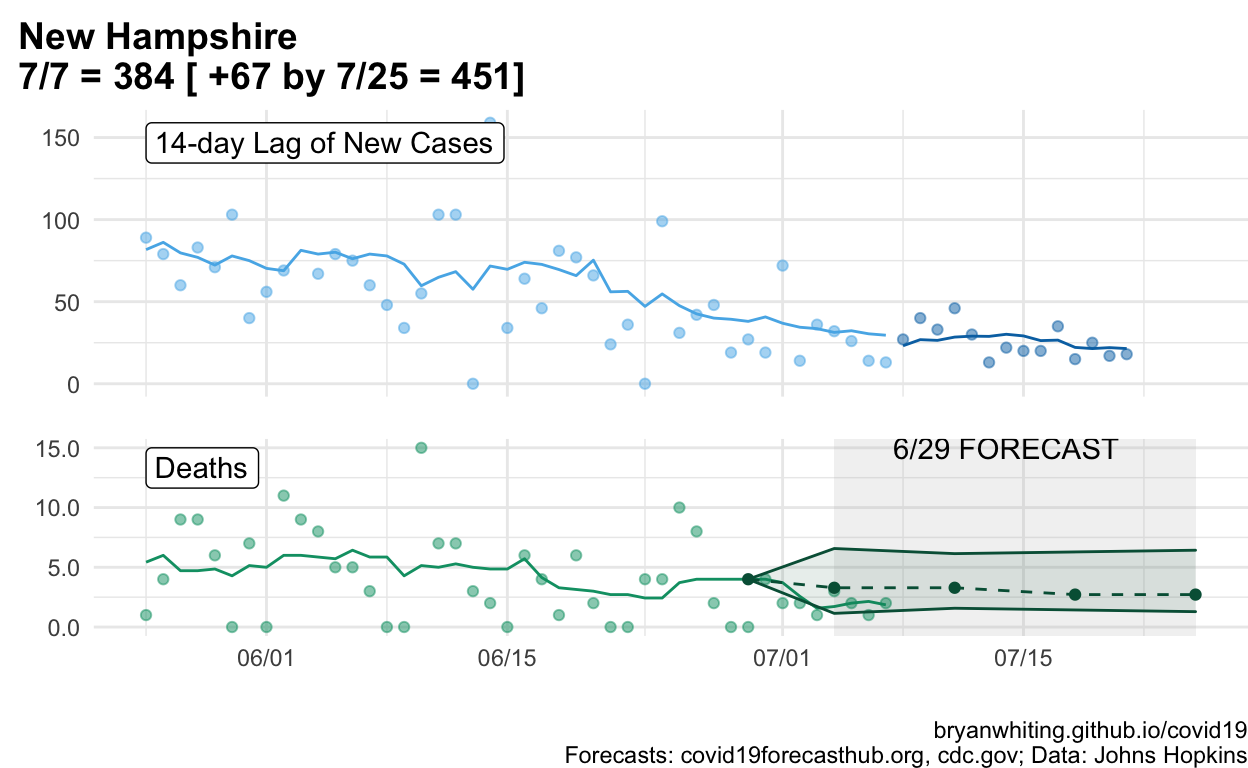 New Hampshire
7/7 = 384 [ +67 by 7/25 = 451]
14-day Lag of New Cases
150
100
50
0
Deaths
6/29 FORECAST
15.0
10.0
5.0
0.0
06/01 06/15 07/01 07/15
bryanwhiting.github.io/covid19
Forecasts: covid19forecasthub.org, cdc.gov; Data: Johns Hopkins